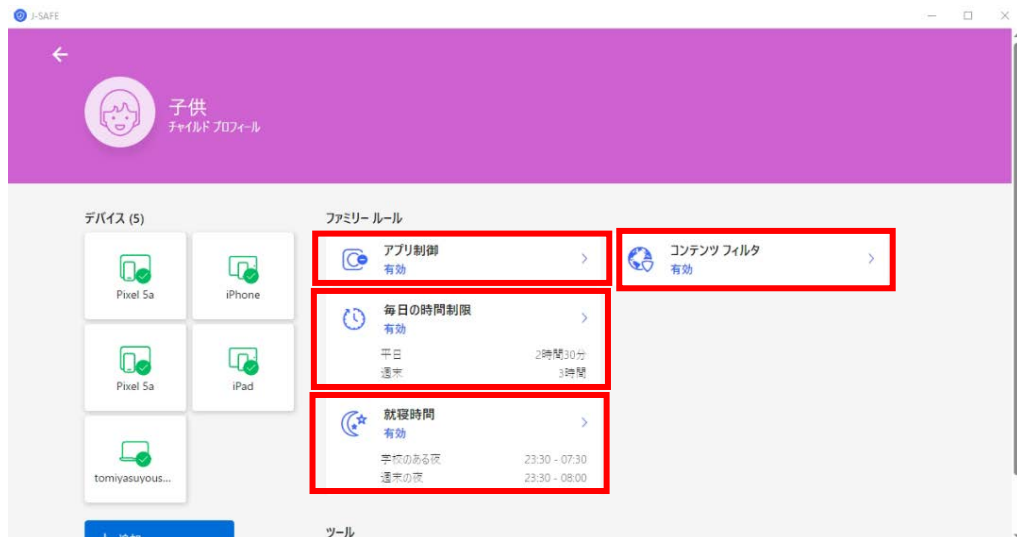 J-SAFE
子供
チャイルド プロフィール
デバイス (5)
Pixel 5a
iPhone
Pixel 5a
iPad
tomiyasuyous...
追加
ファミリー ルール
アプリ制御
有効
コンテンツ フィルタ
有効
毎日の時間制限
有効
平日 2時間30分
週末 3時間
就寝時間
有効
学校のある夜 23:30 - 07:30
週末の夜 23:30 - 08:00
ツール